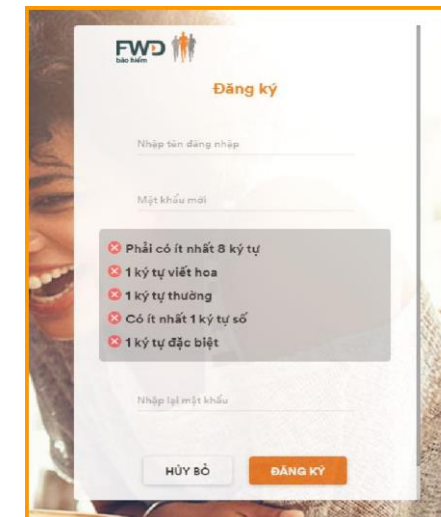 FWD
bảo hiểm
Đăng ký
Nhập tên đăng nhập
Mật khẩu mới
Phải có ít nhất 8 ký tự
1 ký tự viết hoa
1 ký tự thường
Có ít nhất 1 ký tự số
1 ký tự đặc biệt
Nhập lại mật khẩu
HỦY BỎ
ĐĂNG KÝ